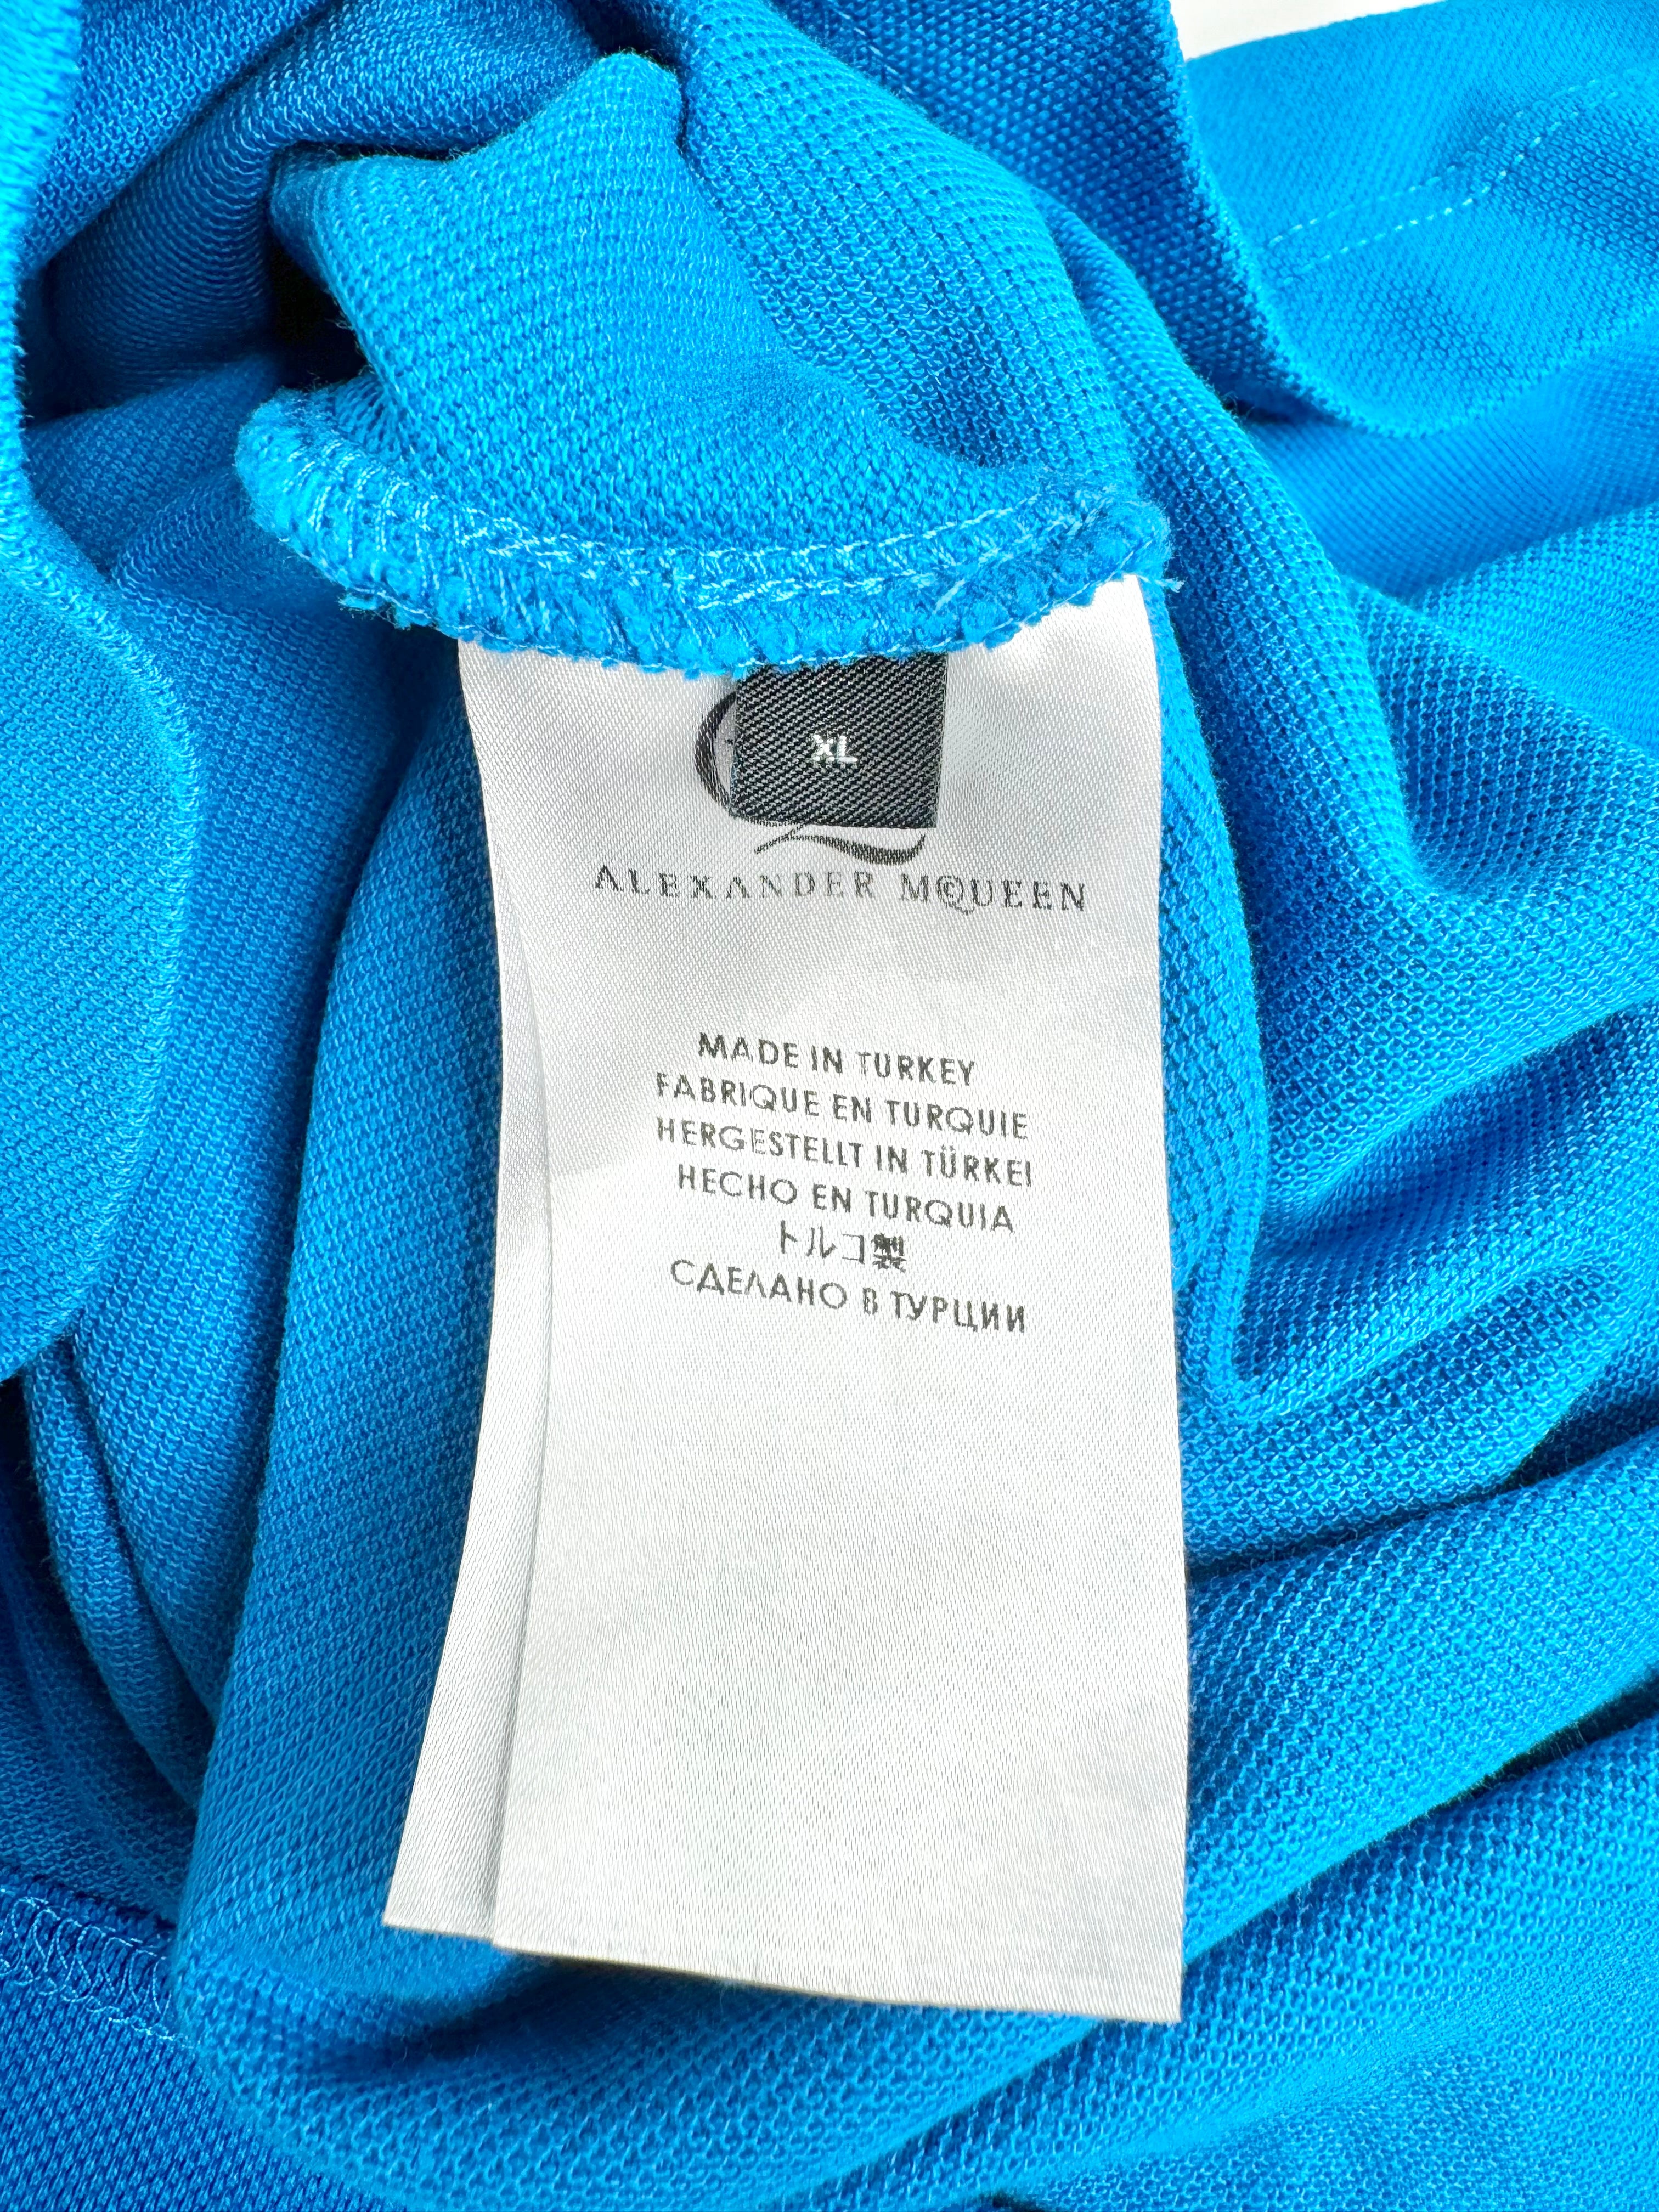 XL
ALEXANDER MCQUEEN
MADE IN TURKEY
FABRIQUE EN TURQUIE
HERGESTELLT IN TÜRKEI
HECHO EN TURQUIA
トルコ製
СДЕЛАНО В ТУРЦИИ